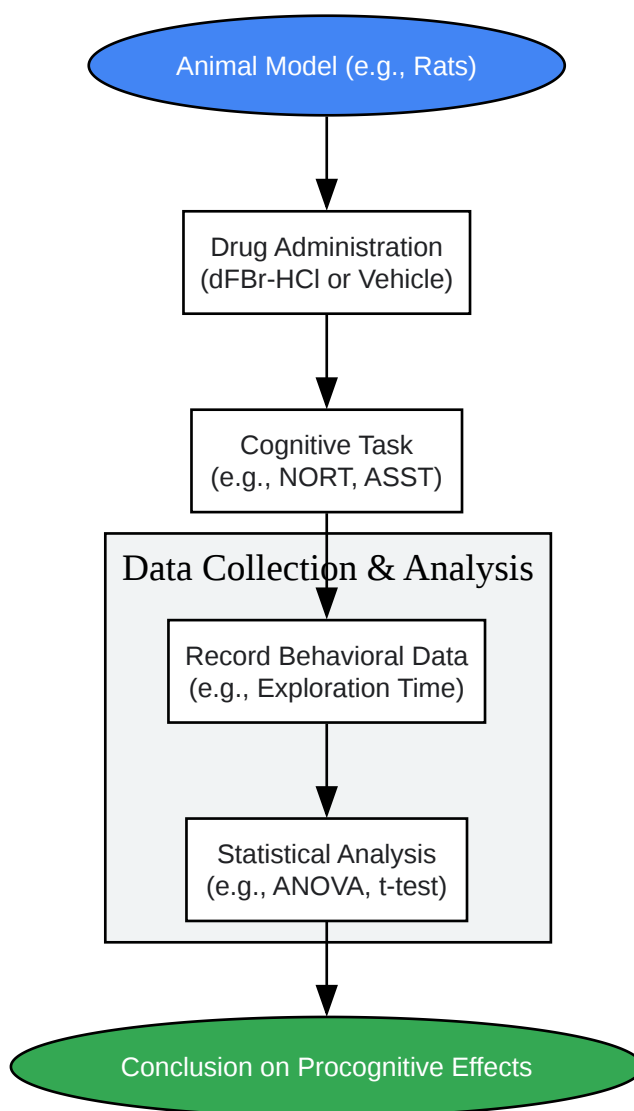 Animal Model (e.g., Rats)
Drug Administration
(dFBr-HCl or Vehicle)
Cognitive Task
(e.g., NORT, ASST)
Data Collection & Analysis
Record Behavioral Data
(e.g., Exploration Time)
Statistical Analysis
(e.g., ANOVA, t-test)
Conclusion on Procognitive Effects